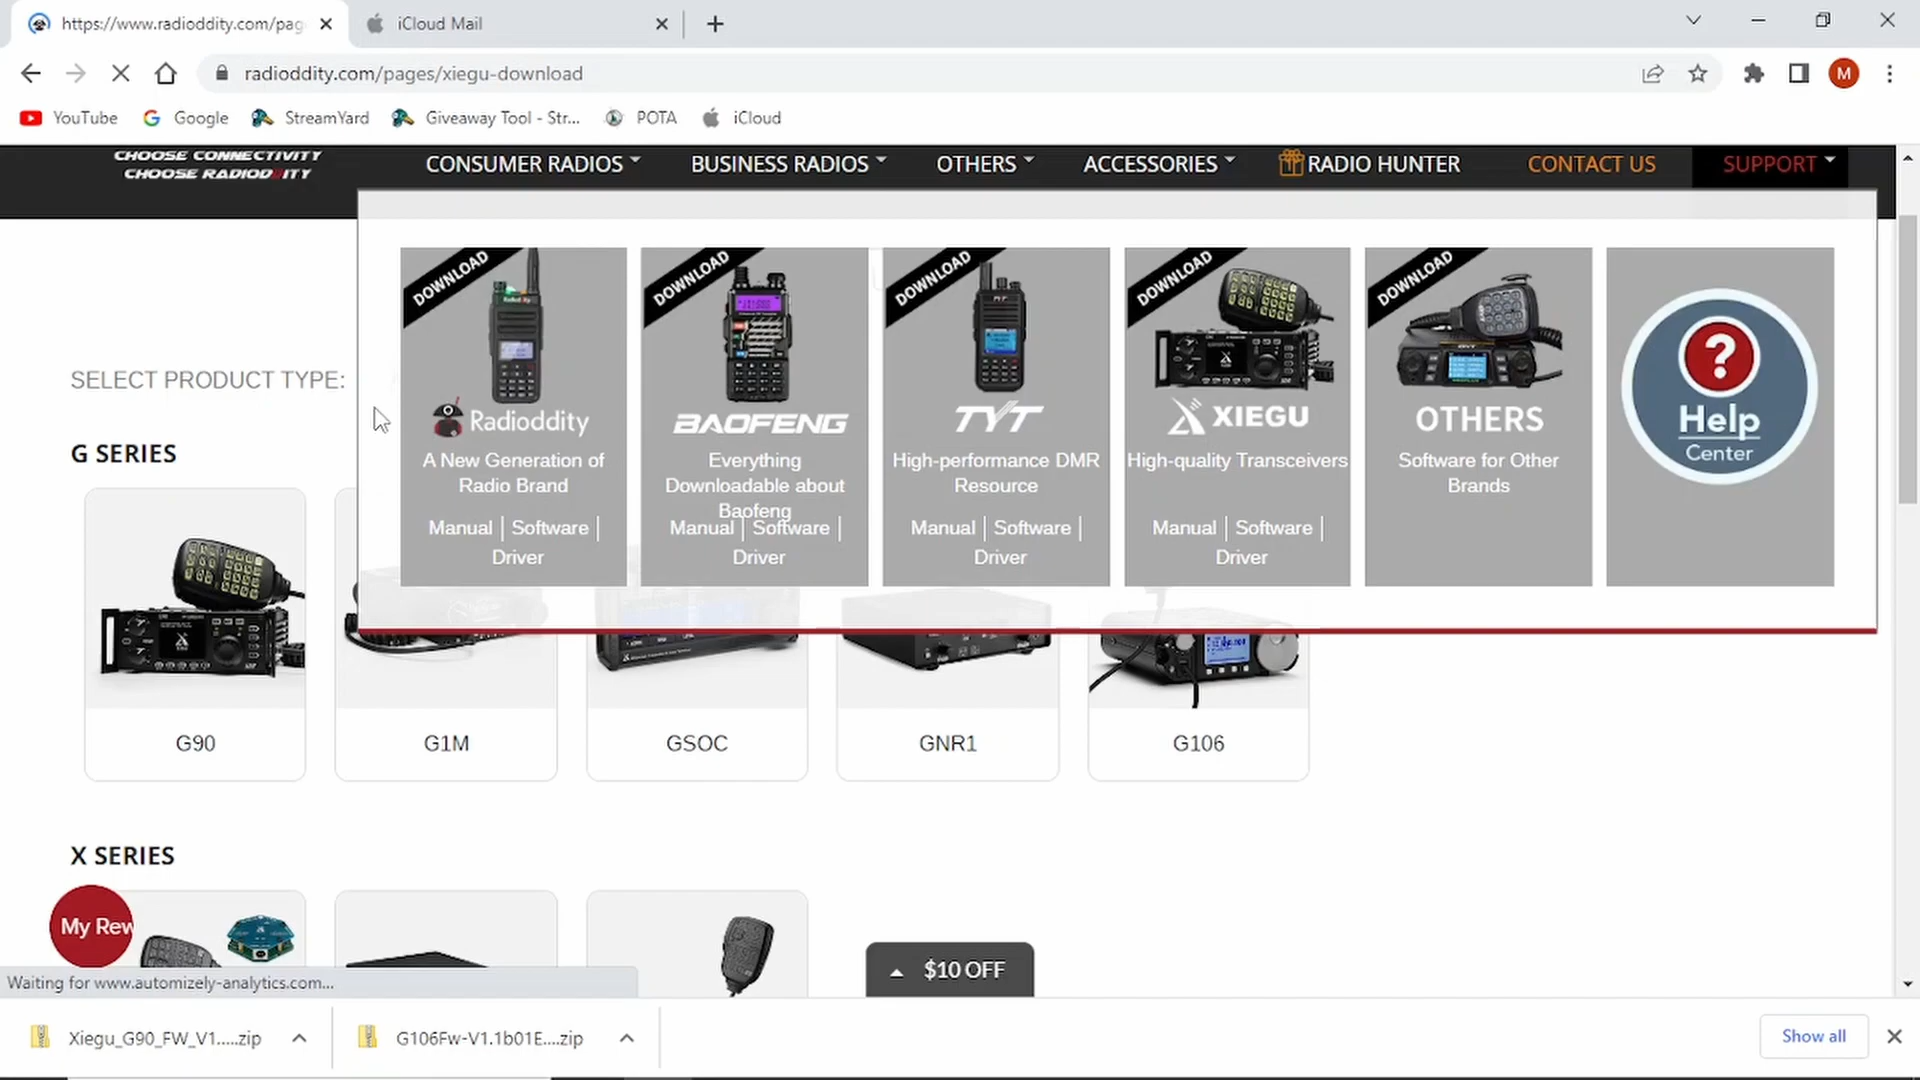 https://www.radioddity.com/pag
iCloud Mail
radioddity.com/pages/xiegu-download
M
YouTube
Google
StreamYard
Giveaway Tool - Str...
POTA
iCloud
CHOOSE CONNECTIVITY
CHOOSE RADIODDITY
CONSUMER RADIOS
BUSINESS RADIOS
OTHERS
ACCESSORIES
RADIO HUNTER
CONTACT US
SUPPORT
DOWNLOAD
DOWNLOAD
DOWNLOAD
DOWNLOAD
DOWNLOAD
Radioddity
A New Generation of
Radio Brand
Manual | Software |
Driver
BAOFENG
Everything
Downloadable about
Baofeng
Manual | Software |
Driver
TYT
High-performance DMR
Resource
Manual | Software |
Driver
XIEGU
High-quality Transceivers
Manual | Software |
Driver
OTHERS
Software for Other
Brands
?
Help
Center
SELECT PRODUCT TYPE:
G SERIES
G90
G1M
GSOC
GNR1
G106
X SERIES
My Rew
$10 OFF
Waiting for www.automizely-analytics.com...
Xiegu_G90_FW_V1.....zip
G106Fw-V1.1b01E....zip
Show all